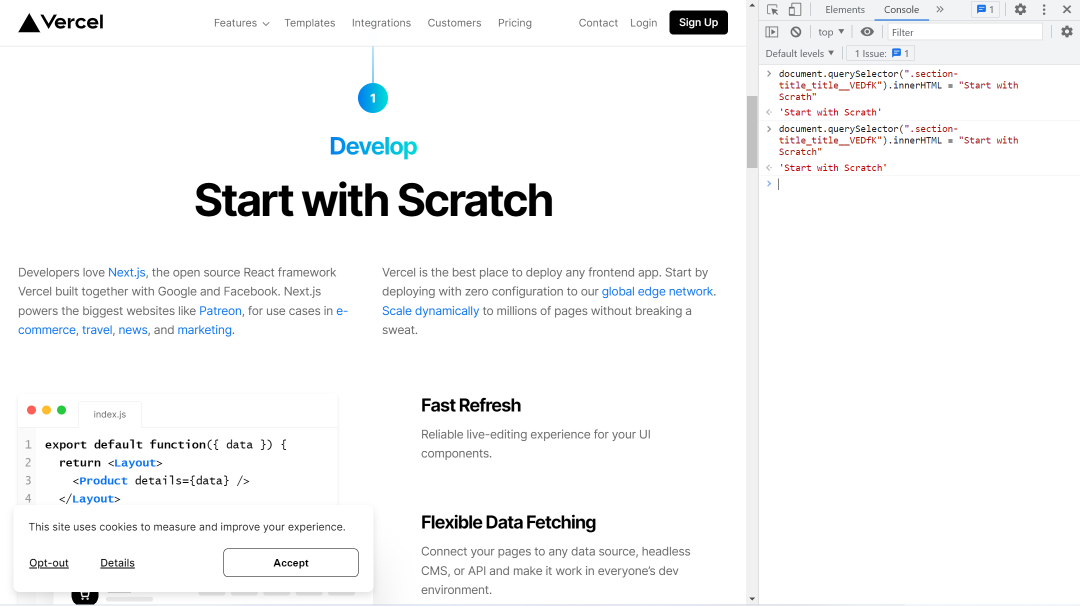 Vercel
Features Templates Integrations Customers Pricing Contact Login Sign Up
1
Develop
Start with Scratch
Developers love Next.js, the open source React framework
Vercel built together with Google and Facebook. Next.js
powers the biggest websites like Patreon, for use cases in e-
commerce, travel, news, and marketing.
Vercel is the best place to deploy any frontend app. Start by
deploying with zero configuration to our global edge network.
Scale dynamically to millions of pages without breaking a
sweat.
index.js
1 export default function({ data }) {
2 return <Layout>
3 <Product details={data} />
4 </Layout>
Fast Refresh
Reliable live-editing experience for your UI
components.
Flexible Data Fetching
Connect your pages to any data source, headless
CMS, or API and make it work in everyone's dev
environment.
This site uses cookies to measure and improve your experience.
Opt-out Details Accept
Elements Console » 1
top ▼ Filter
Default levels ▼ 1 Issue: 1
> document.querySelector(".section-
title_title__VEDfK").innerHTML = "Start with
Scrath"
'Start with Scrath'
> document.querySelector(".section-
title_title__VEDfK").innerHTML = "Start with
Scratch"
'Start with Scratch'
>